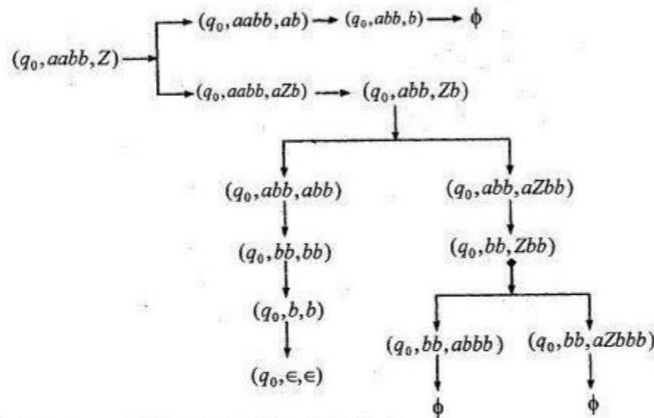 (q₀,aabb,ab) (q₀,abb,b) ϕ
(q₀,aabb,Z)
(q₀,aabb,aZb) (q₀,abb,Zb)
(q₀,abb,abb) (q₀,abb,aZbb)
(q₀,bb,bb) (q₀,bb,Zbb)
(q₀,b,b)
(q₀,bb,abbb) (q₀,bb,aZbbb)
(q₀,∈,∈)
ϕ ϕ